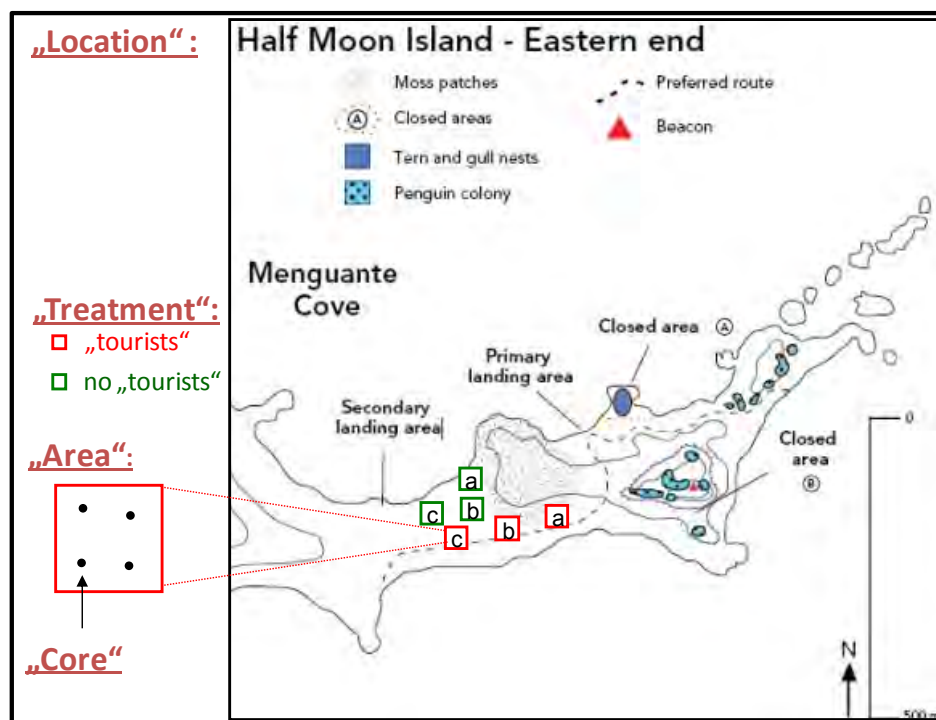 „Location“ :
Half Moon Island - Eastern end
Moss patches
Preferred route
A
Closed areas
Beacon
Tern and gull nests
Penguin colony
Menguante
Cove
„Treatment“:
„tourists“
no „tourists“
Closed area A
Primary
landing area
Secondary
landing area
0
„Area“:
Closed
area
B
a
b
c
a
b
c
„Core“
N
500 m